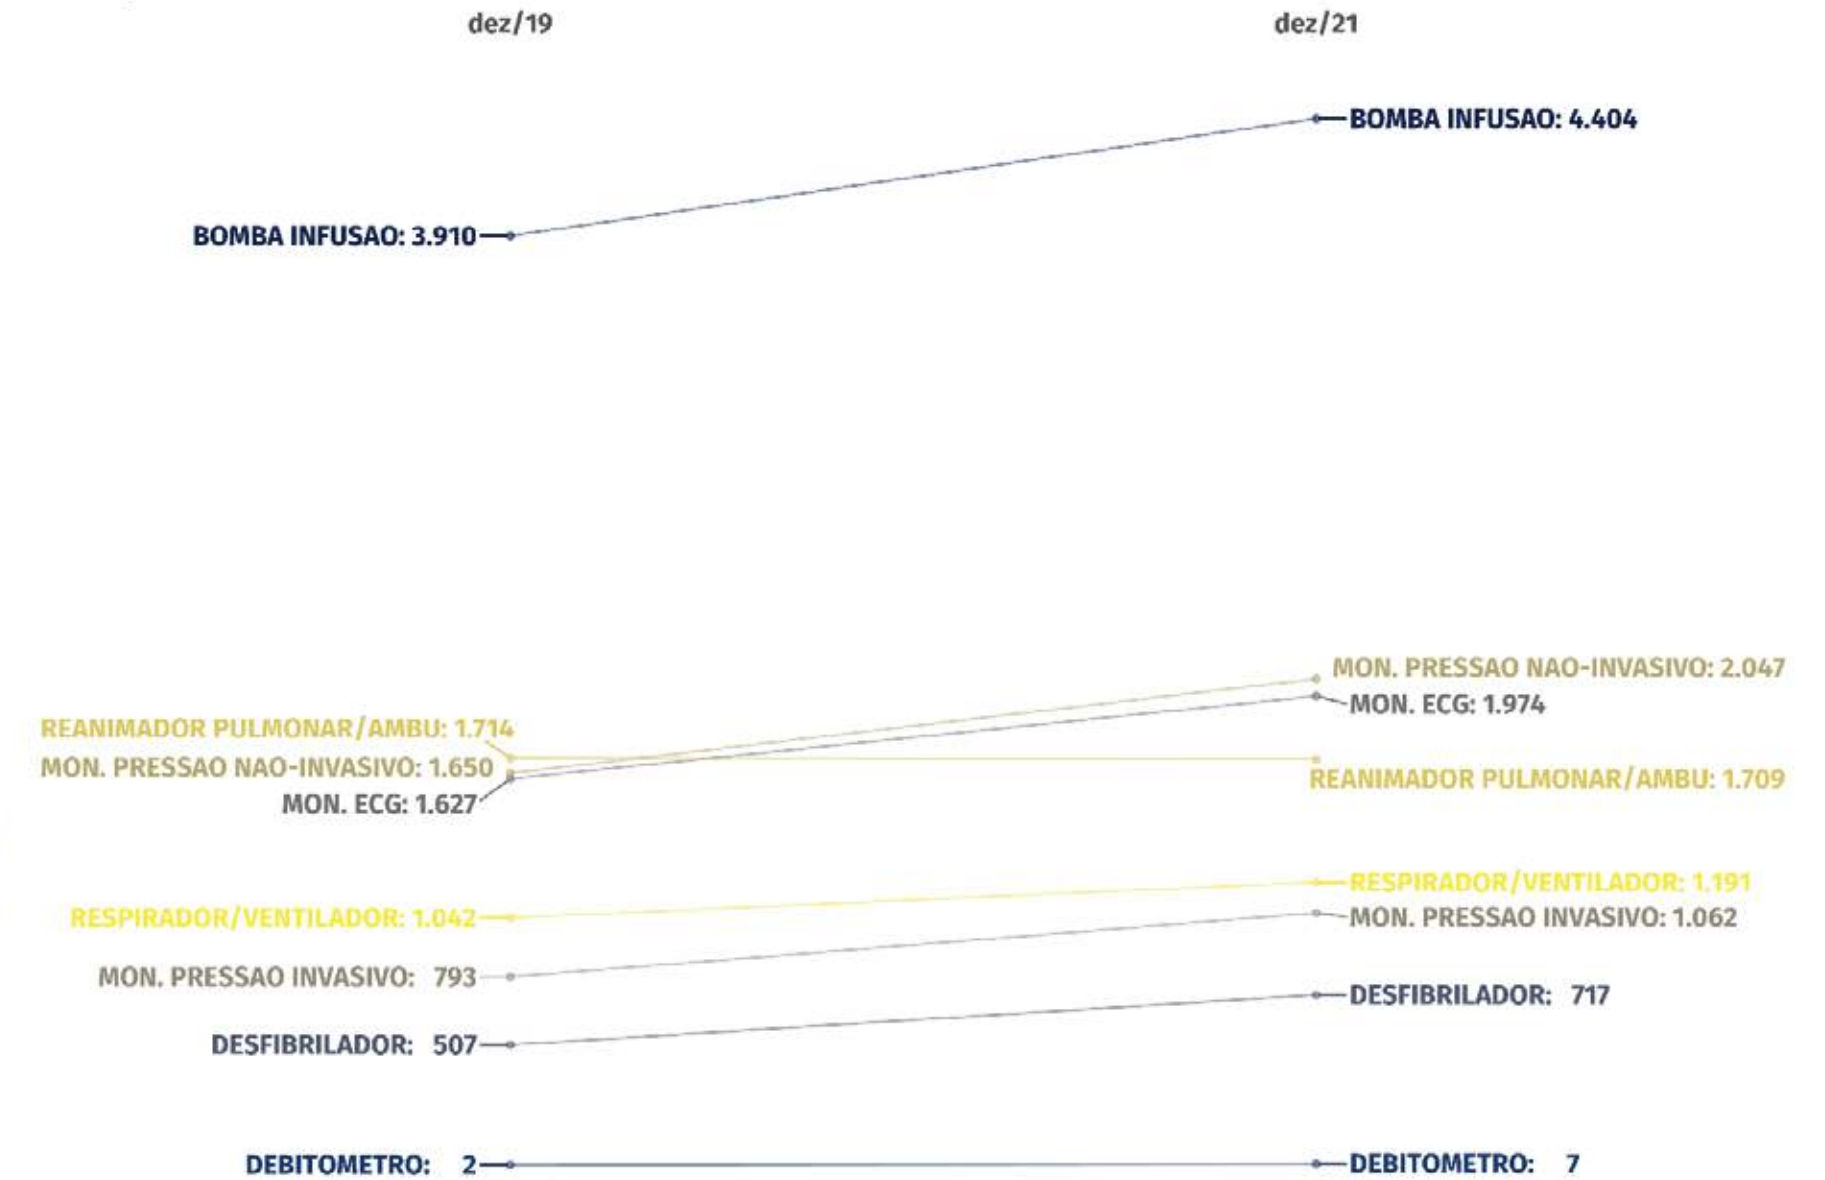 dez/19
dez/21
BOMBA INFUSAO: 4.404
BOMBA INFUSAO: 3.910
MON. PRESSAO NAO-INVASIVO: 2.047
MON. ECG: 1.974
REANIMADOR PULMONAR/AMBU: 1.714
MON. PRESSAO NAO-INVASIVO: 1.650
REANIMADOR PULMONAR/AMBU: 1.709
MON. ECG: 1.627
RESPIRADOR/VENTILADOR: 1.191
RESPIRADOR/VENTILADOR: 1.042
MON. PRESSAO INVASIVO: 1.062
MON. PRESSAO INVASIVO: 793
DESFIBRILADOR: 717
DESFIBRILADOR: 507
DEBITOMETRO: 2
DEBITOMETRO: 7